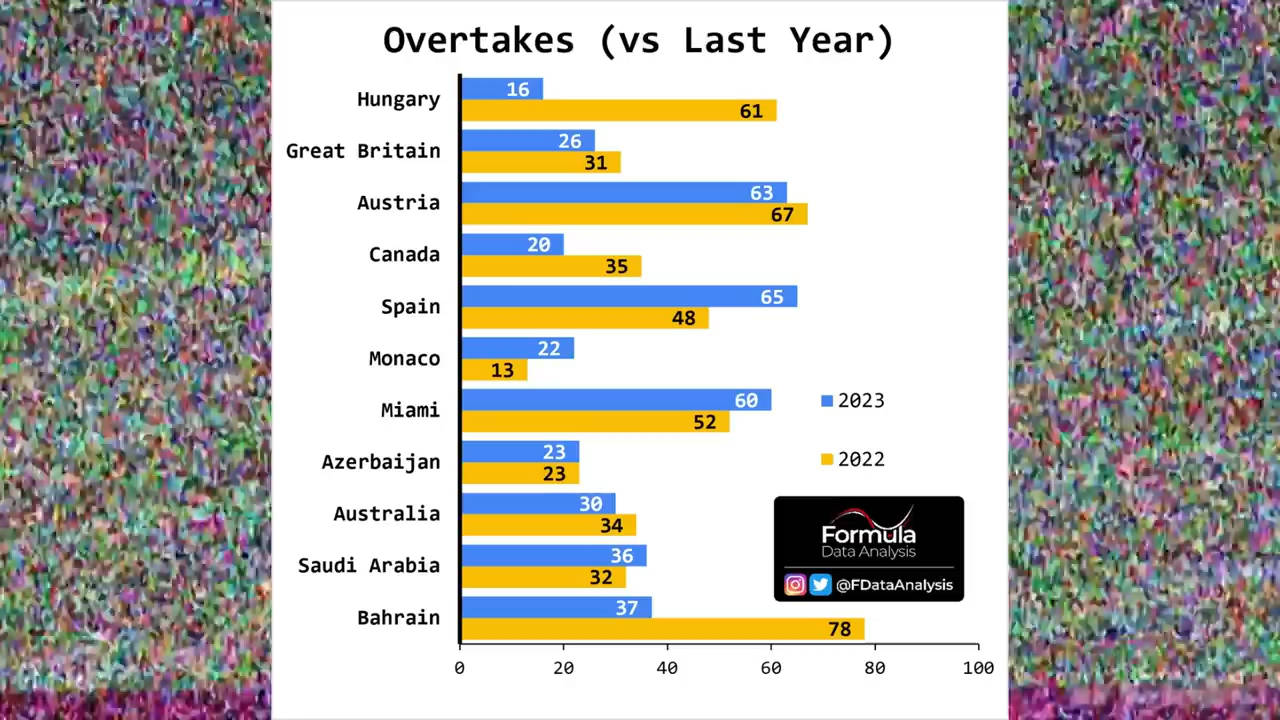 Overtakes (vs Last Year)
Hungary
16
61
Great Britain
26
31
Austria
63
67
Canada
20
35
Spain
65
48
Monaco
22
13
Miami
60
52
2023
Azerbaijan
23
23
2022
Australia
30
34
Saudi Arabia
36
32
Bahrain
37
78
Formula
Data Analysis
@FDataAnalysis
0 20 40 60 80 100